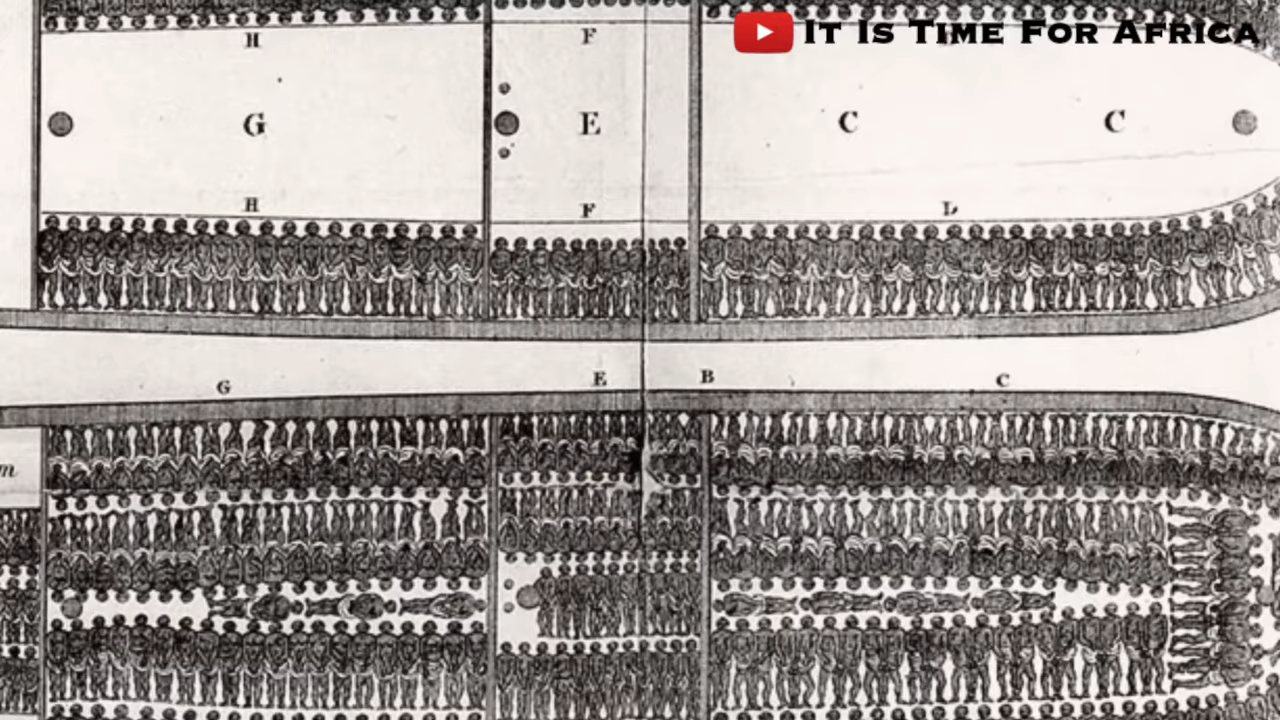 IT IS TIME FOR AFRICA
H F
G E C C
H F D
G E B C
m